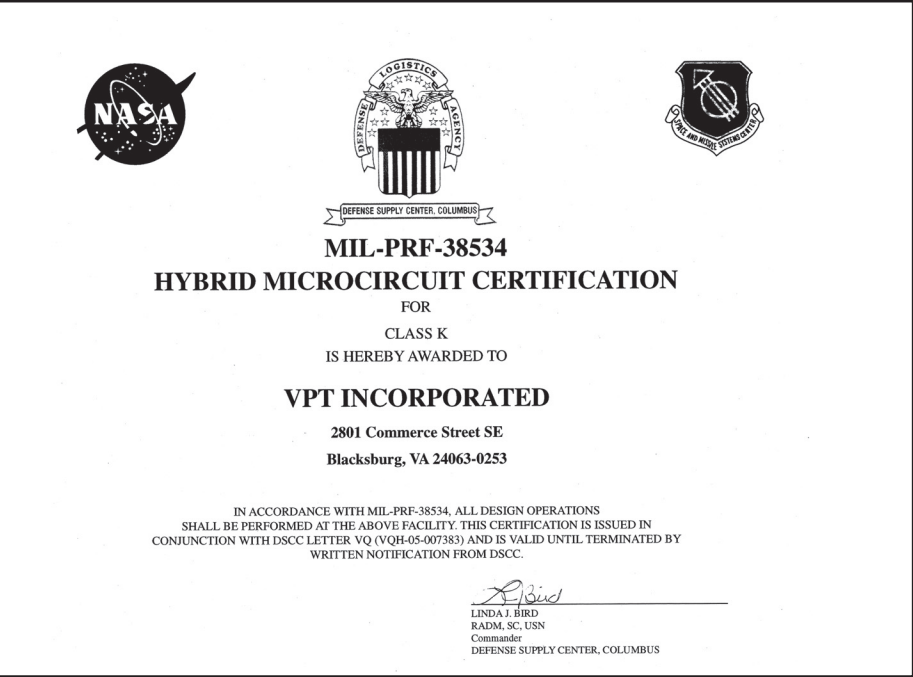 NASA
DEFENSE LOGISTICS AGENCY
SPACE AND MISSILE SYSTEMS CENTER
DEFENSE SUPPLY CENTER, COLUMBUS
MIL-PRF-38534
HYBRID MICROCIRCUIT CERTIFICATION
FOR
CLASS K
IS HEREBY AWARDED TO
VPT INCORPORATED
2801 Commerce Street SE
Blacksburg, VA 24063-0253
IN ACCORDANCE WITH MIL-PRF-38534, ALL DESIGN OPERATIONS
SHALL BE PERFORMED AT THE ABOVE FACILITY. THIS CERTIFICATION IS ISSUED IN
CONJUNCTION WITH DSCC LETTER VQ (VQH-05-007383) AND IS VALID UNTIL TERMINATED BY
WRITTEN NOTIFICATION FROM DSCC.
L J Bird
LINDA J. BIRD
RADM, SC, USN
Commander
DEFENSE SUPPLY CENTER, COLUMBUS